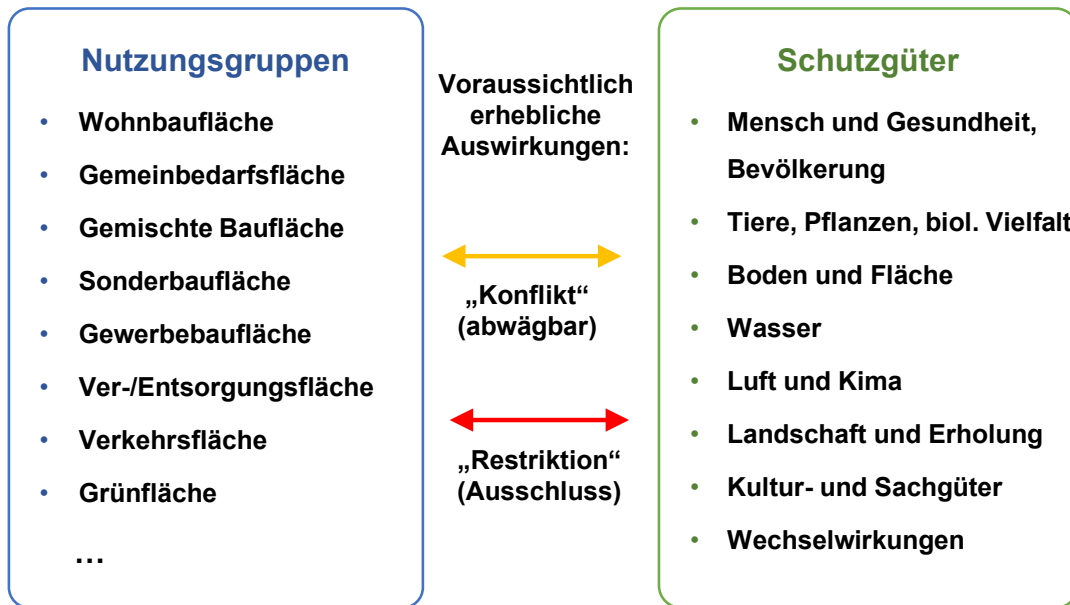 Nutzungsgruppen
• Wohnbaufläche
• Gemeinbedarfsfläche
• Gemischte Baufläche
• Sonderbaufläche
• Gewerbebaufläche
• Ver-/Entsorgungsfläche
• Verkehrsfläche
• Grünfläche
…
Voraussichtlich
erhebliche
Auswirkungen:
„Konflikt“
(abwägbar)
„Restriktion“
(Ausschluss)
Schutzgüter
• Mensch und Gesundheit,
Bevölkerung
• Tiere, Pflanzen, biol. Vielfalt
• Boden und Fläche
• Wasser
• Luft und Kima
• Landschaft und Erholung
• Kultur- und Sachgüter
• Wechselwirkungen